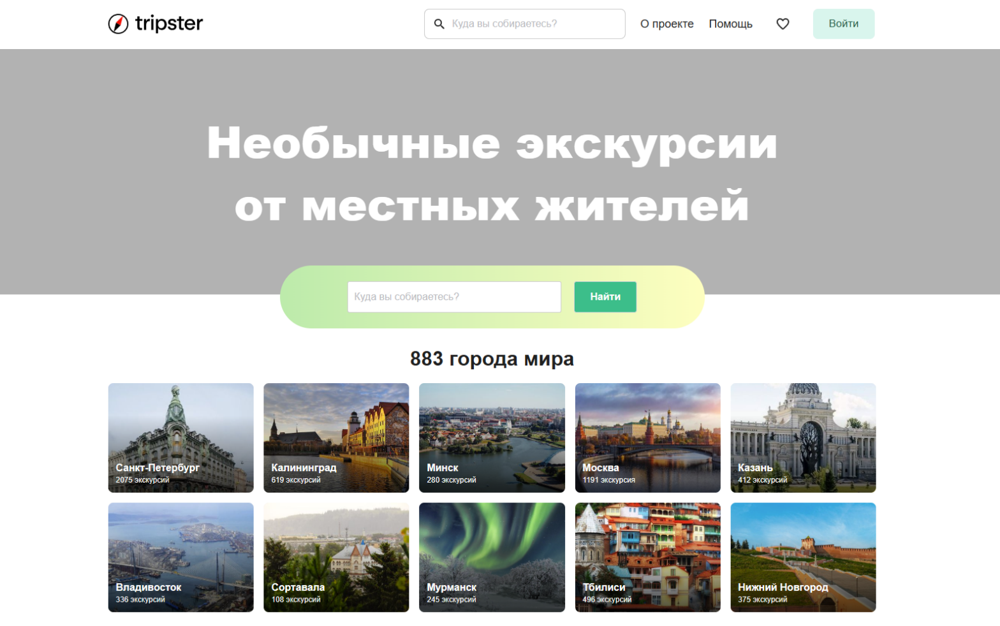 tripster
Куда вы собираетесь?
О проекте
Помощь
Войти
Необычные экскурсии
от местных жителей
Куда вы собираетесь?
Найти
883 города мира
Санкт-Петербург
2075 экскурсий
Калининград
619 экскурсий
Минск
280 экскурсий
Москва
1191 экскурсия
Казань
412 экскурсий
Владивосток
336 экскурсий
Сортавала
108 экскурсий
Мурманск
245 экскурсий
Тбилиси
496 экскурсий
Нижний Новгород
375 экскурсий